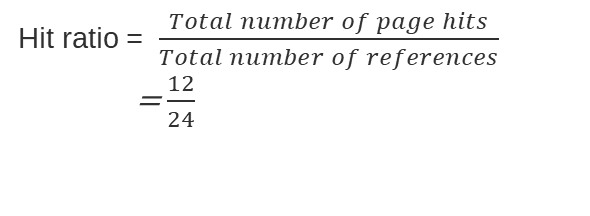 Hit ratio = Total number of page hits / Total number of references
= 12 / 24